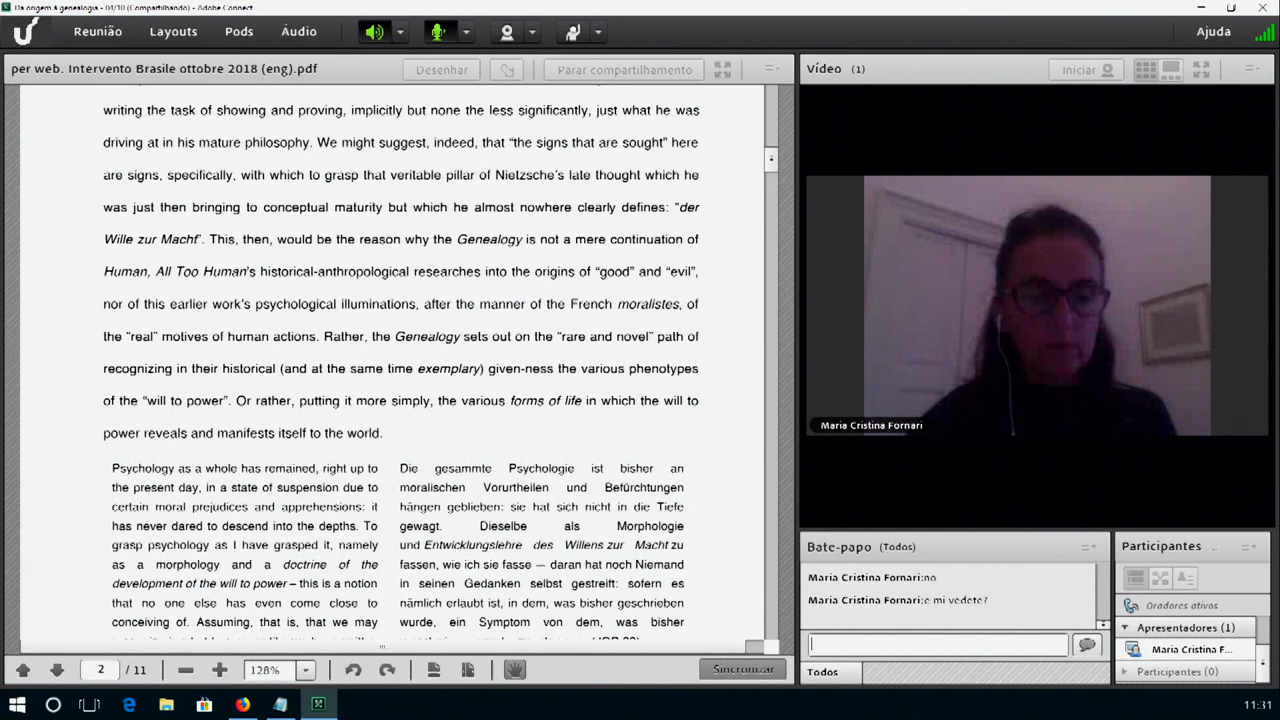 Da origem à genealogia - 04/10 (Compartilhando) - Adobe Connect
Reunião Layouts Pods Áudio Ajuda
per web. Intervento Brasile ottobre 2018 (eng).pdf Desenhar Parar compartilhamento
writing the task of showing and proving, implicitly but none the less significantly, just what he was
driving at in his mature philosophy. We might suggest, indeed, that “the signs that are sought” here
are signs, specifically, with which to grasp that veritable pillar of Nietzsche’s late thought which he
was just then bringing to conceptual maturity but which he almost nowhere clearly defines: “der
Wille zur Macht”. This, then, would be the reason why the Genealogy is not a mere continuation of
Human, All Too Human’s historical-anthropological researches into the origins of “good” and “evil”,
nor of this earlier work’s psychological illuminations, after the manner of the French moralistes, of
the “real” motives of human actions. Rather, the Genealogy sets out on the “rare and novel” path of
recognizing in their historical (and at the same time exemplary) given-ness the various phenotypes
of the “will to power”. Or rather, putting it more simply, the various forms of life in which the will to
power reveals and manifests itself to the world.
Psychology as a whole has remained, right up to
the present day, in a state of suspension due to
certain moral prejudices and apprehensions: it
has never dared to descend into the depths. To
grasp psychology as I have grasped it, namely
as a morphology and a doctrine of the
development of the will to power – this is a notion
that no one else has even come close to
conceiving of. Assuming, that is, that we may
Die gesammte Psychologie ist bisher an
moralischen Vorurtheilen und Befürchtungen
hängen geblieben: sie hat sich nicht in die Tiefe
gewagt. Dieselbe als Morphologie
und Entwicklungslehre des Willens zur Macht zu
fassen, wie ich sie fasse — daran hat noch Niemand
in seinen Gedanken selbst gestreift: sofern es
nämlich erlaubt ist, in dem, was bisher geschrieben
wurde, ein Symptom von dem, was bisher
2 / 11 128% Sincronizar
Vídeo (1) Iniciar
Maria Cristina Fornari
Bate-papo (Todos)
Maria Cristina Fornari:no
Maria Cristina Fornari:e mi vedete?
Todos
Participantes
Oradores ativos
Apresentadores (1)
Maria Cristina F...
Participantes (0)
11:31